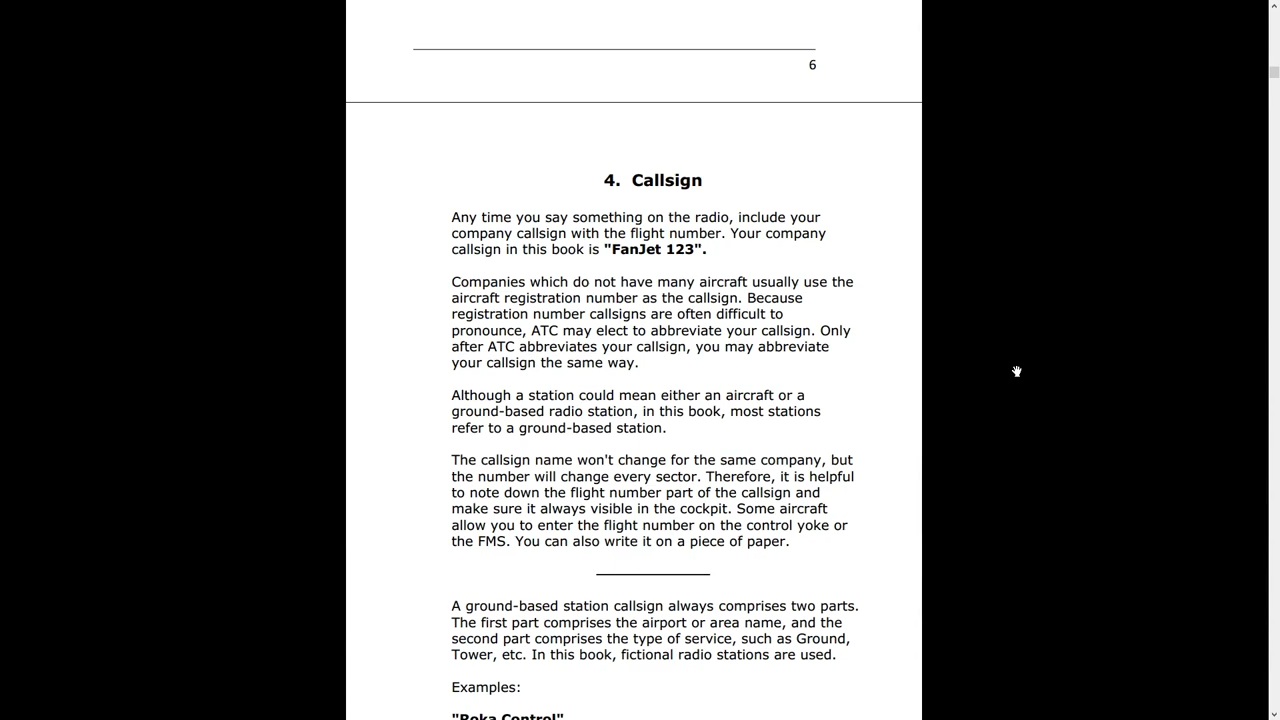 6
4. Callsign
Any time you say something on the radio, include your
company callsign with the flight number. Your company
callsign in this book is "FanJet 123".
Companies which do not have many aircraft usually use the
aircraft registration number as the callsign. Because
registration number callsigns are often difficult to
pronounce, ATC may elect to abbreviate your callsign. Only
after ATC abbreviates your callsign, you may abbreviate
your callsign the same way.
Although a station could mean either an aircraft or a
ground-based radio station, in this book, most stations
refer to a ground-based station.
The callsign name won't change for the same company, but
the number will change every sector. Therefore, it is helpful
to note down the flight number part of the callsign and
make sure it always visible in the cockpit. Some aircraft
allow you to enter the flight number on the control yoke or
the FMS. You can also write it on a piece of paper.
A ground-based station callsign always comprises two parts.
The first part comprises the airport or area name, and the
second part comprises the type of service, such as Ground,
Tower, etc. In this book, fictional radio stations are used.
Examples:
"Roka Control"